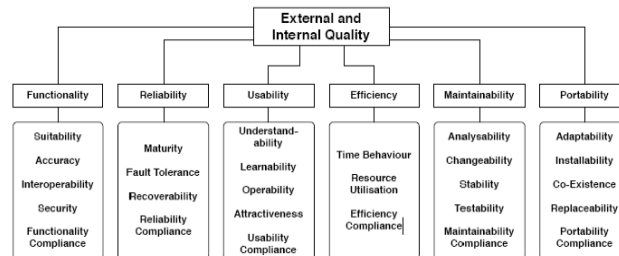 External and
Internal Quality
Functionality
Reliability
Usability
Efficiency
Maintainability
Portability
Suitability
Accuracy
Interoperability
Security
Functionality
Compliance
Maturity
Fault Tolerance
Recoverability
Reliability
Compliance
Understand-
ability
Learnability
Operability
Attractiveness
Usability
Compliance
Time Behaviour
Resource
Utilisation
Efficiency
Compliance
Analysability
Changeability
Stability
Testability
Maintainability
Compliance
Adaptability
Installability
Co-Existence
Replaceability
Portability
Compliance